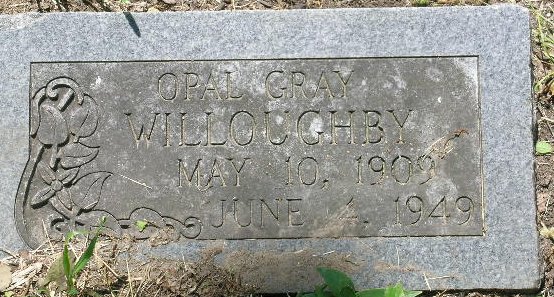 OPAL GRAY
WILLOUGHBY
MAY 10, 1909
JUNE 4, 1949